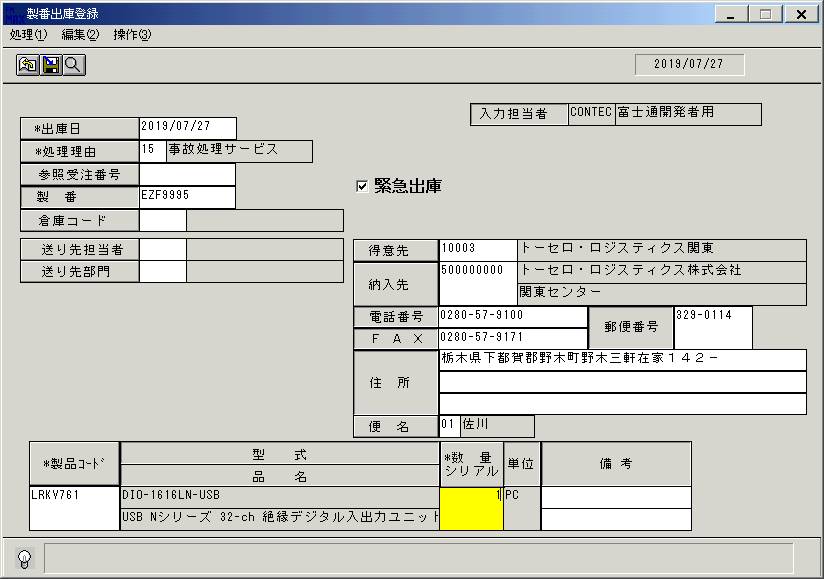 製番出庫登録
処理(1) 編集(2) 操作(3)
2019/07/27
入力担当者 CONTEC 富士通開発者用
*出庫日 2019/07/27
*処理理由 15 事故処理サービス
参照受注番号
製 番 EZF9995
緊急出庫
倉庫コード
送り先担当者
送り先部門
得意先 10003 トーセロ・ロジスティクス関東
納入先 500000000 トーセロ・ロジスティクス株式会社
関東センター
電話番号 0280-57-9100 郵便番号 329-0114
F A X 0280-57-9171
住 所 栃木県下都賀郡野木町野木三軒在家１４２－
便 名 01 佐川
*製品ｺｰﾄﾞ 型 式 *数 量 単位 備 考
品 名 シリアル
LRKV761 DIO-1616LN-USB 1 PC
USB Nシリーズ 32-ch 絶縁デジタル入出力ユニット